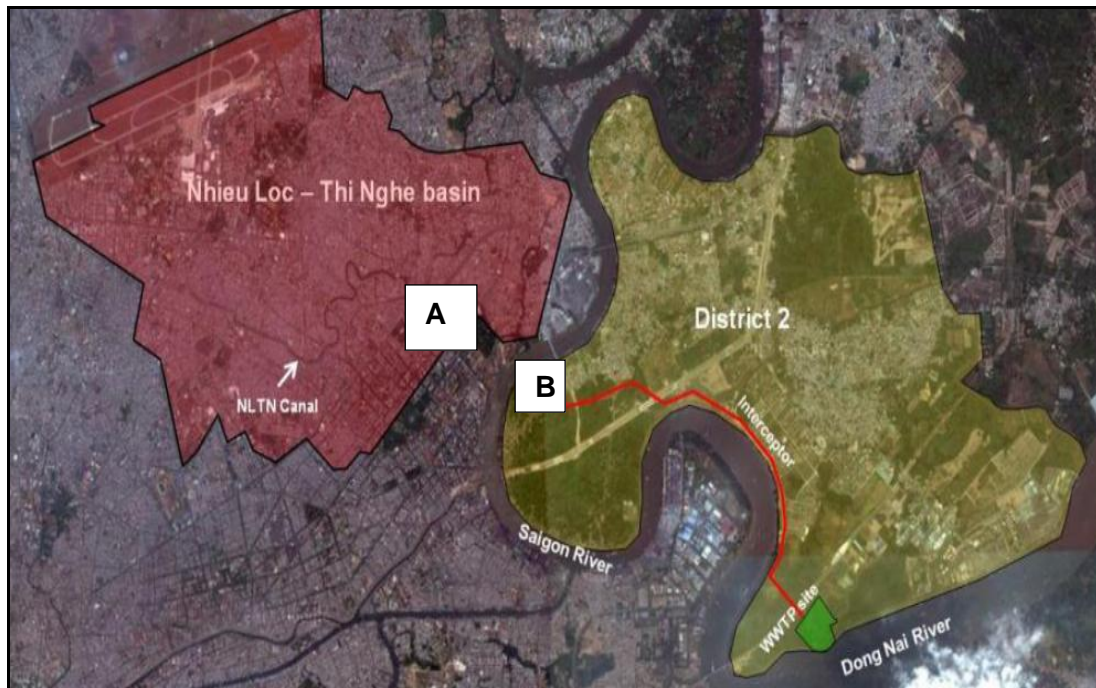 Nhieu Loc – Thi Nghe basin
A
District 2
B
NLTN Canal
Interceptor
Saigon River
WWTP site
Dong Nai River